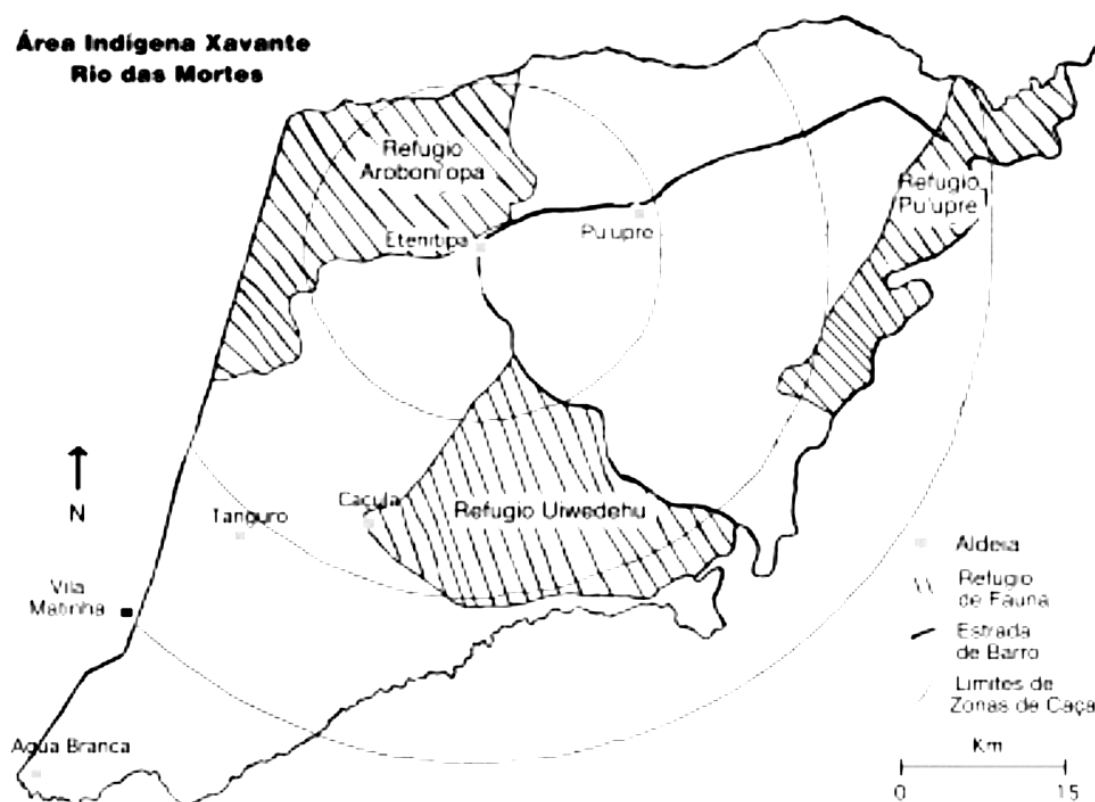 Área Indígena Xavante
Rio das Mortes
Refugio
Aroboni'opa
Refugio
Pu'upre
Etenitipa
Pu'upre
Caçula
Refugio Uiwedehu
Tanguro
N
Vila
Matinha
Agua Branca
Aldeia
Refugio
de Fauna
Estrada
de Barro
Limites de
Zonas de Caça
Km
0 15